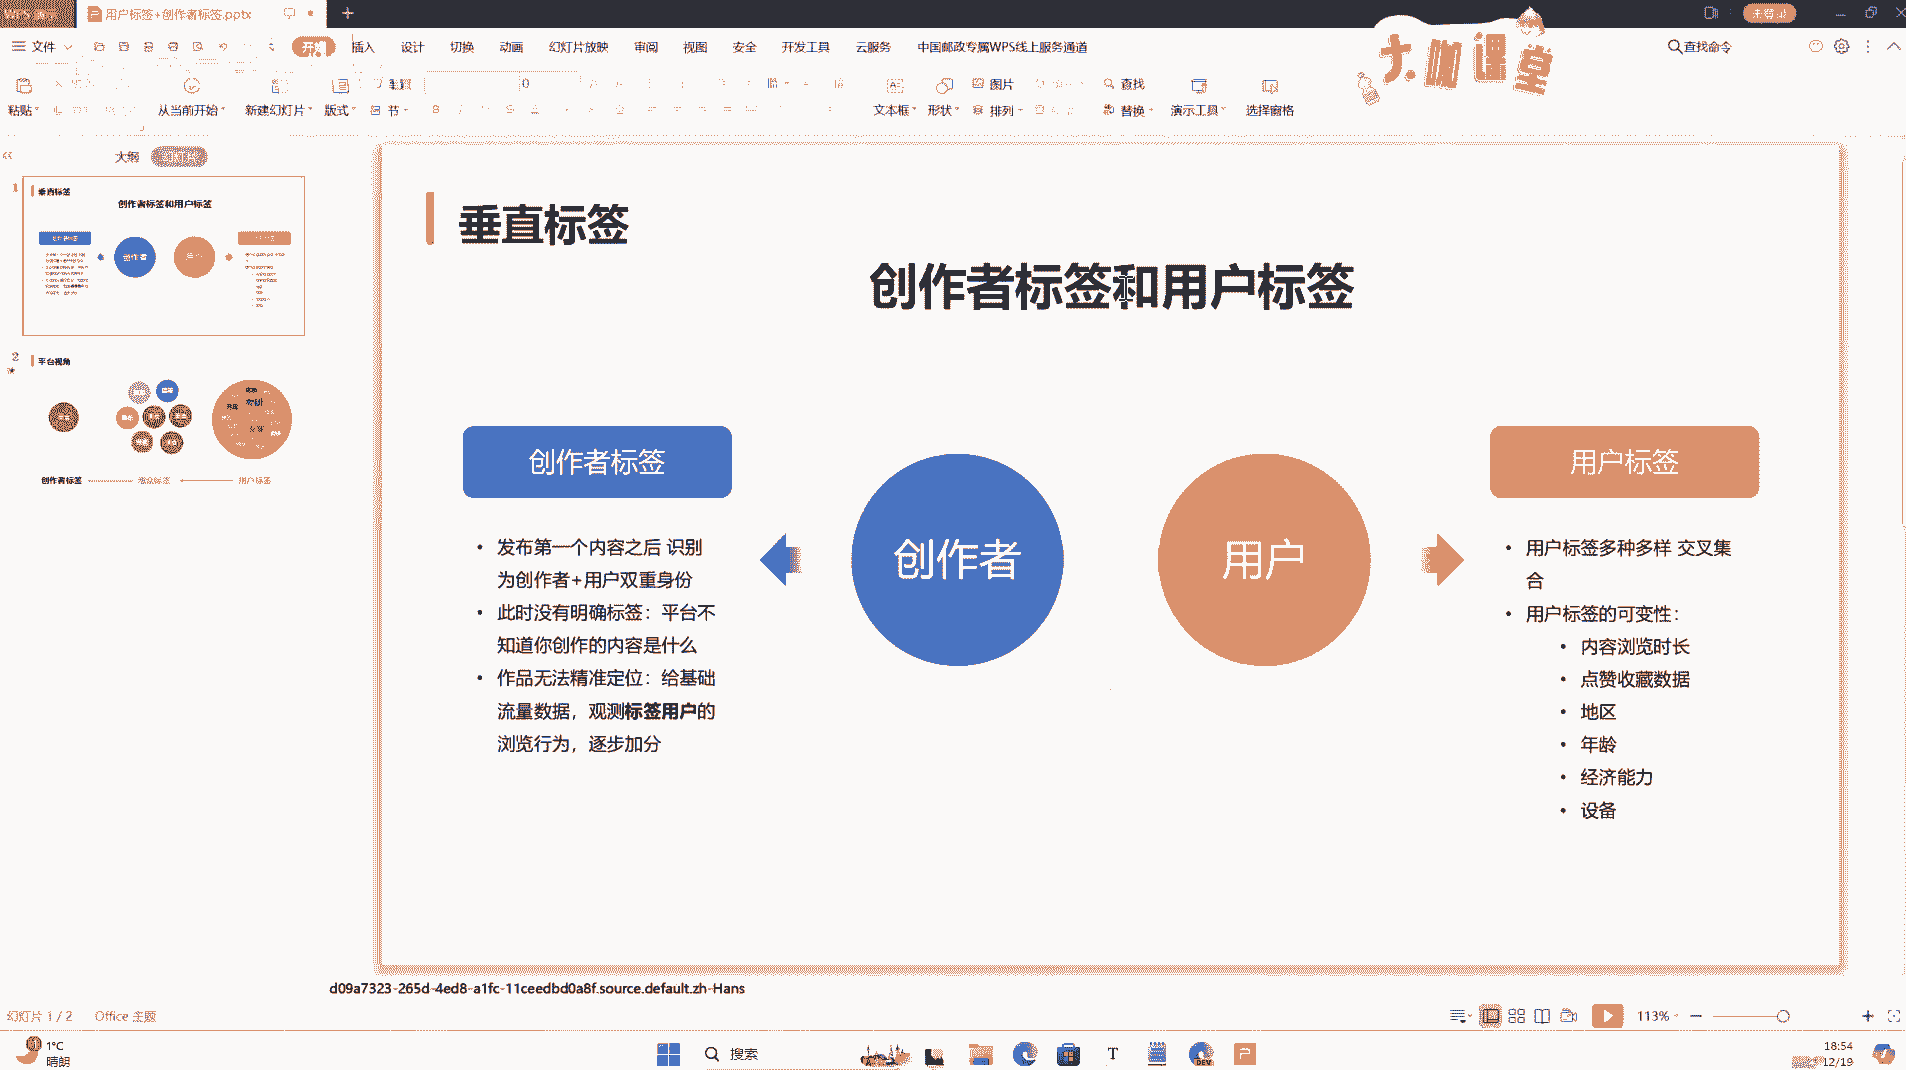 用户标签+创作者标签.pptx
未登录
文件
开始 插入 设计 切换 动画 幻灯片放映 审阅 视图 安全 开发工具 云服务 中国邮政专属WPS线上服务通道
查找命令
大咖课堂
粘贴
从当前开始
新建幻灯片
版式
重置
节
0
文本框
形状
图片
排列
查找
替换
演示工具
选择窗格
大纲 幻灯片
1
垂直标签
创作者标签和用户标签
创作者
2
平台视角
创作者标签 观众标签 用户标签
垂直标签
创作者标签和用户标签
创作者标签
• 发布第一个内容之后 识别
为创作者+用户双重身份
• 此时没有明确标签：平台不
知道你创作的内容是什么
• 作品无法精准定位：给基础
流量数据，观测标签用户的
浏览行为，逐步加分
创作者
用户
用户标签
• 用户标签多种多样 交叉集
合
• 用户标签的可变性：
• 内容浏览时长
• 点赞收藏数据
• 地区
• 年龄
• 经济能力
• 设备
d09a7323-265d-4ed8-a1fc-11ceedbd0a8f.source.default.zh-Hans
幻灯片 1 / 2 Office 主题
113%
1°C
晴朗
搜索
DEV
18:54
12/19